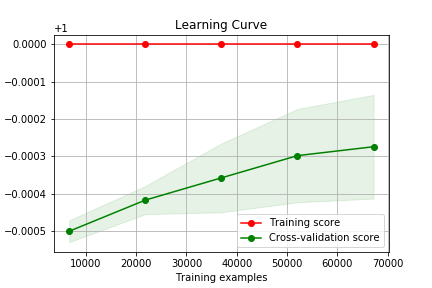 Learning Curve
+1
0.0000
−0.0001
−0.0002
−0.0003
−0.0004
−0.0005
Training score
Cross-validation score
10000 20000 30000 40000 50000 60000 70000
Training examples